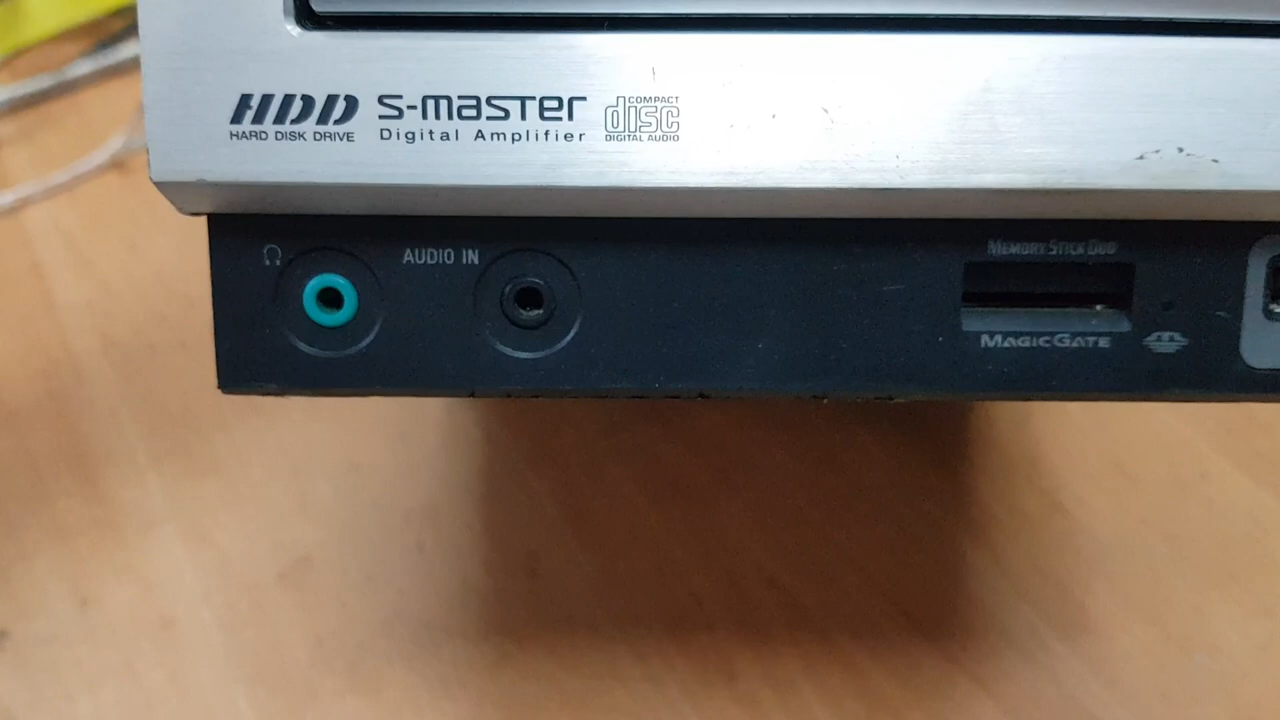 HDD S-master COMPACT disc
HARD DISK DRIVE Digital Amplifier DIGITAL AUDIO
AUDIO IN
MEMORY STICK DUO
MAGICGATE